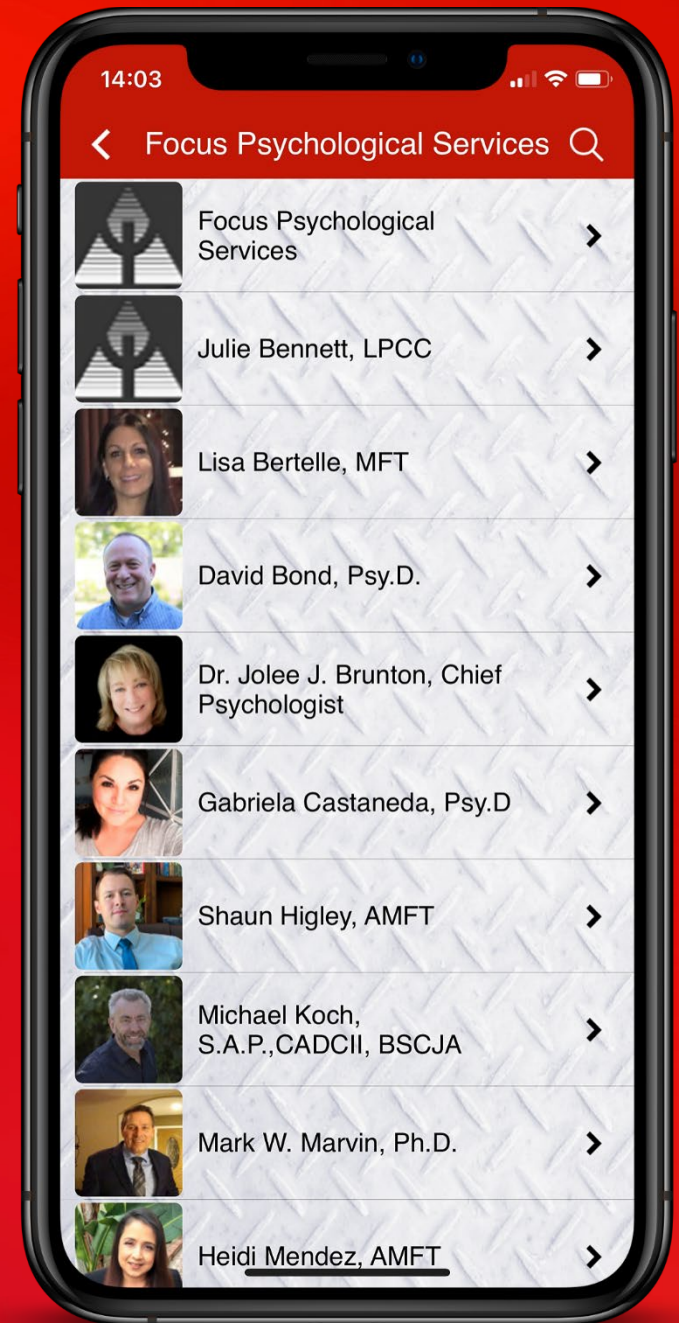 14:03
Focus Psychological Services
Focus Psychological
Services
Julie Bennett, LPCC
Lisa Bertelle, MFT
David Bond, Psy.D.
Dr. Jolee J. Brunton, Chief
Psychologist
Gabriela Castaneda, Psy.D
Shaun Higley, AMFT
Michael Koch,
S.A.P.,CADCII, BSCJA
Mark W. Marvin, Ph.D.
Heidi Mendez, AMFT